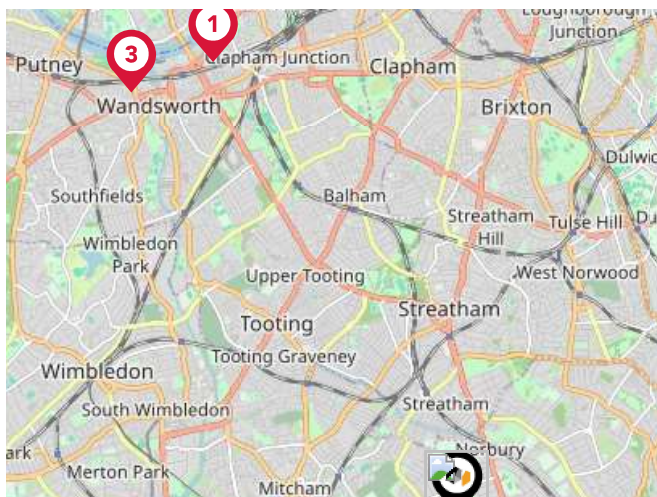 Loughborough
Junction
1
Clapham Junction
3
Putney
Clapham
Wandsworth
Brixton
Southfields
Balham
Streatham
Hill
Tulse Hill
Wimbledon
Park
Upper Tooting
West Norwood
Streatham
Tooting
Tooting Graveney
Wimbledon
South Wimbledon
Streatham
Norbury
Merton Park
Mitcham